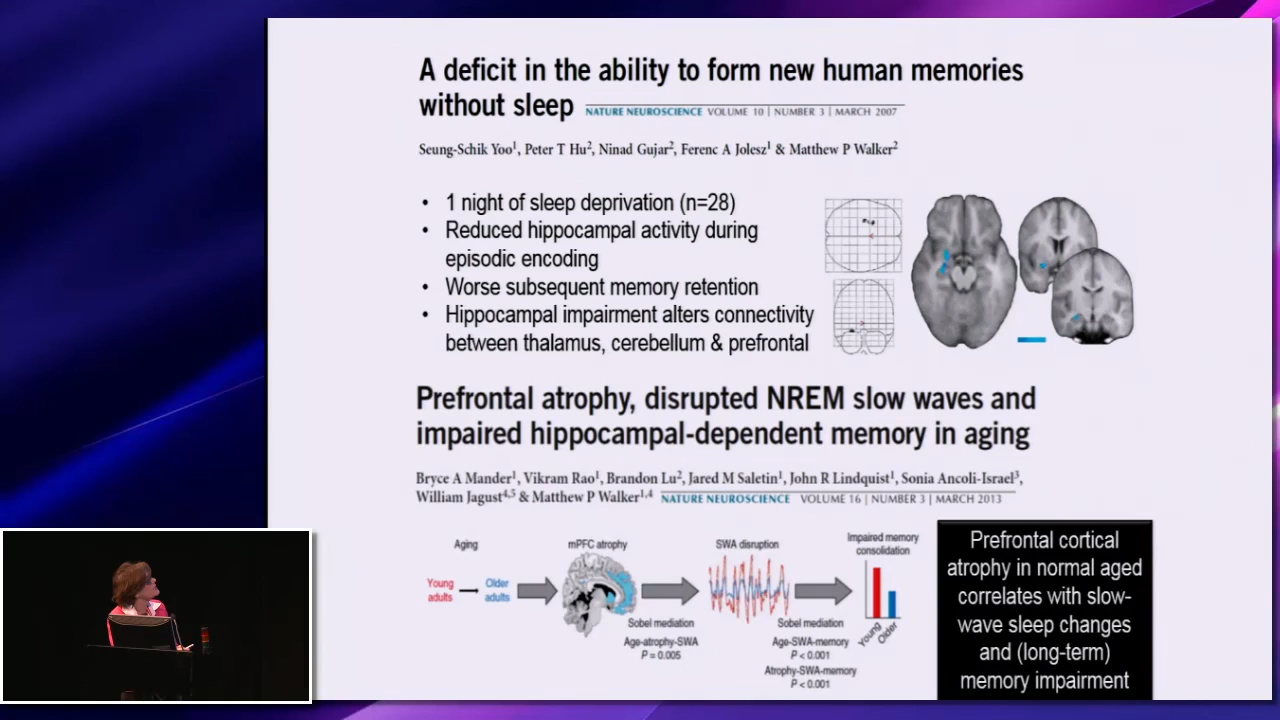 A deficit in the ability to form new human memories
without sleep NATURE NEUROSCIENCE VOLUME 10 | NUMBER 3 | MARCH 2007
Seung-Schik Yoo1, Peter T Hu2, Ninad Gujar2, Ferenc A Jolesz1 & Matthew P Walker2
• 1 night of sleep deprivation (n=28)
• Reduced hippocampal activity during
episodic encoding
• Worse subsequent memory retention
• Hippocampal impairment alters connectivity
between thalamus, cerebellum & prefrontal
Prefrontal atrophy, disrupted NREM slow waves and
impaired hippocampal-dependent memory in aging
Bryce A Mander1, Vikram Rao1, Brandon Lu2, Jared M Saletin1, John R Lindquist1, Sonia Ancoli-Israel3,
William Jagust4,5 & Matthew P Walker1,4 NATURE NEUROSCIENCE VOLUME 16 | NUMBER 3 | MARCH 2013
Aging
Young
adults
Older
adults
mPFC atrophy
Sobel mediation
Age-atrophy-SWA
P = 0.005
SWA disruption
Sobel mediation
Age-SWA-memory
P < 0.001
Atrophy-SWA-memory
P < 0.001
Impaired memory
consolidation
Young
Older
Prefrontal cortical
atrophy in normal aged
correlates with slow-
wave sleep changes
and (long-term)
memory impairment